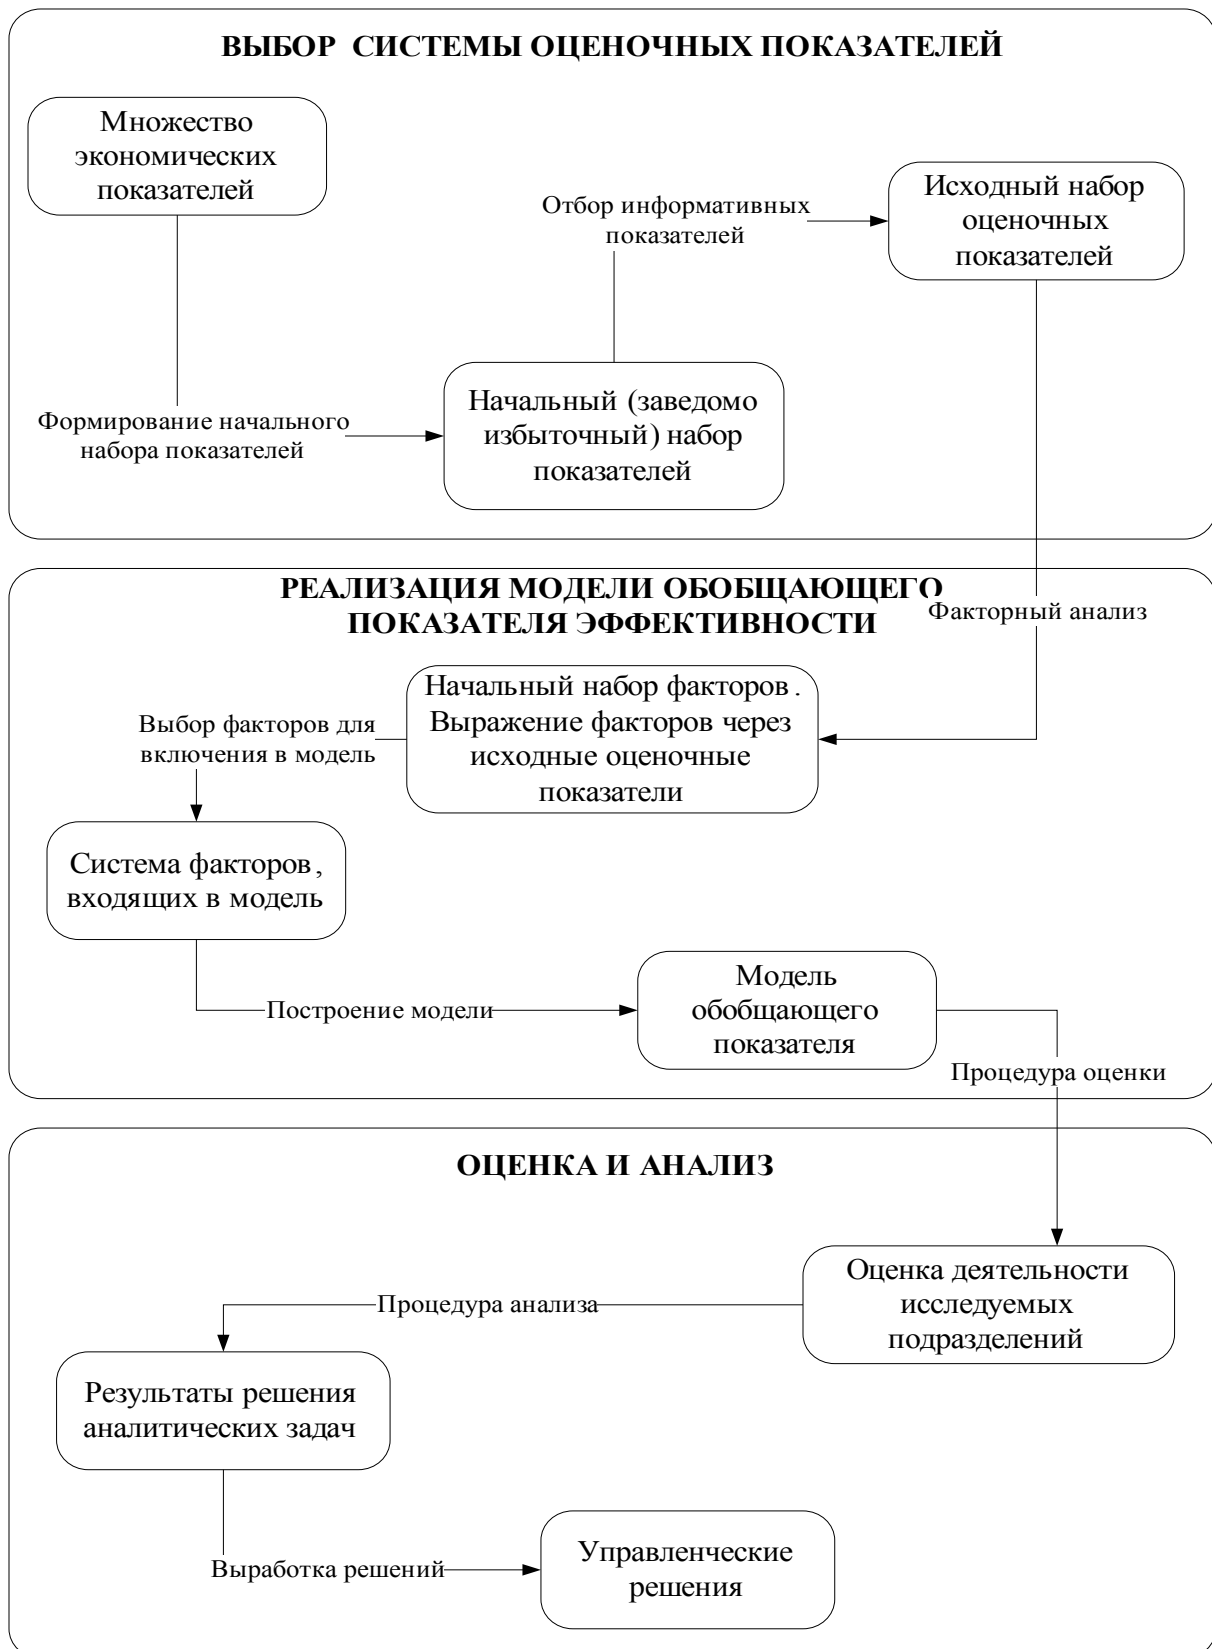 ВЫБОР СИСТЕМЫ ОЦЕНОЧНЫХ ПОКАЗАТЕЛЕЙ
Множество
экономических
показателей
Отбор информативных
показателей
Исходный набор
оценочных
показателей
Формирование начального
набора показателей
Начальный (заведомо
избыточный) набор
показателей
РЕАЛИЗАЦИЯ МОДЕЛИ ОБОБЩАЮЩЕГО
ПОКАЗАТЕЛЯ ЭФФЕКТИВНОСТИ
Факторный анализ
Начальный набор факторов.
Выражение факторов через
исходные оценочные
показатели
Выбор факторов для
включения в модель
Система факторов,
входящих в модель
Построение модели
Модель
обобщающего
показателя
Процедура оценки
ОЦЕНКА И АНАЛИЗ
Оценка деятельности
исследуемых
подразделений
Процедура анализа
Результаты решения
аналитических задач
Выработка решений
Управленческие
решения